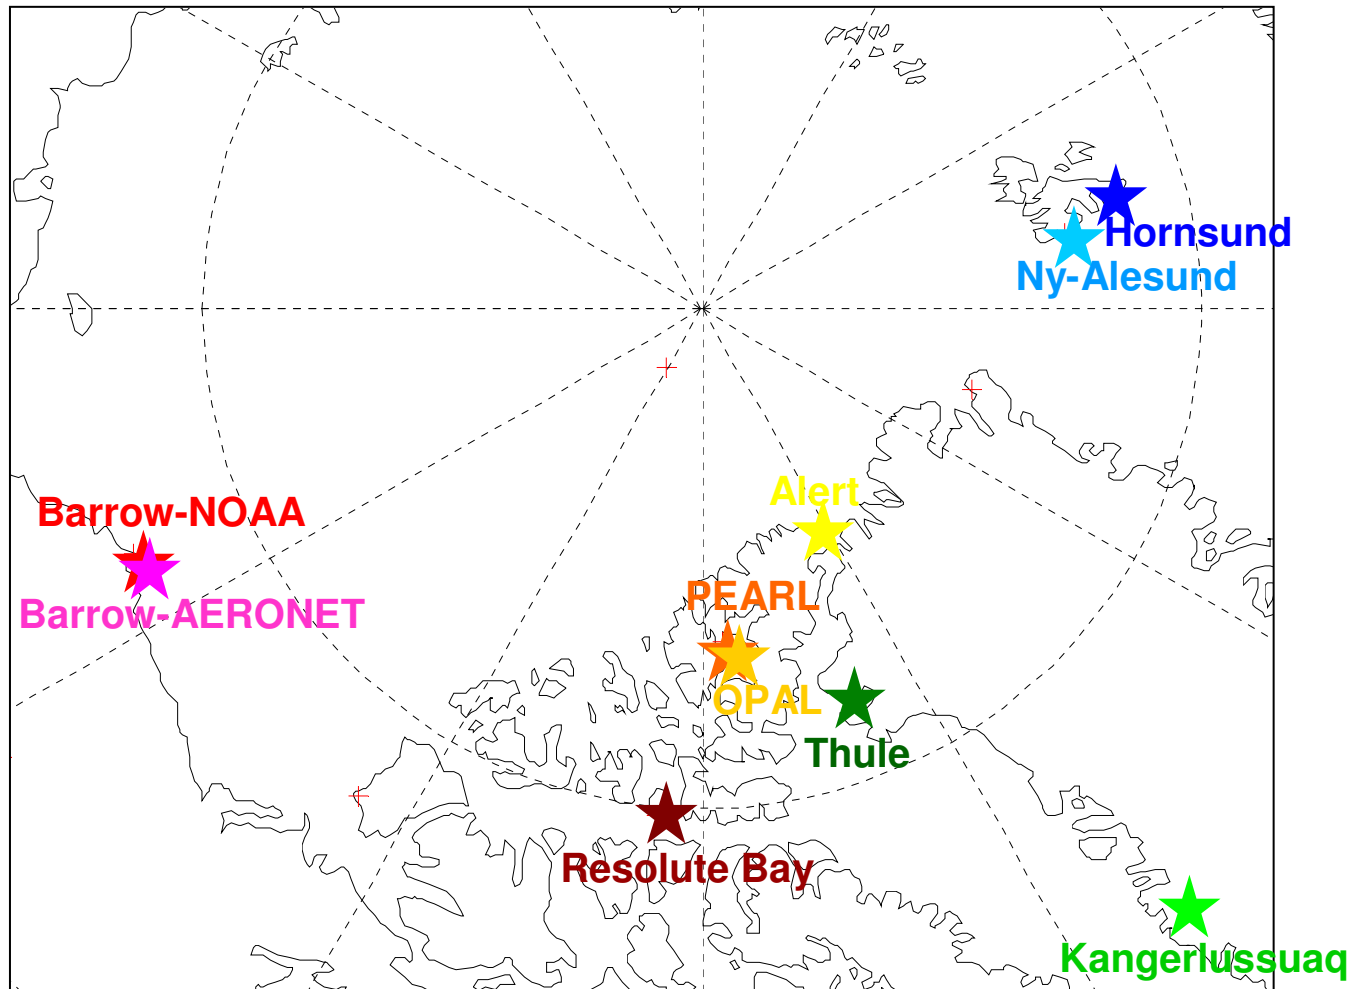 Hornsund
Ny-Alesund
Alert
Barrow-NOAA
PEARL
Barrow-AERONET
OPAL
Thule
Resolute Bay
Kangerlussuaq